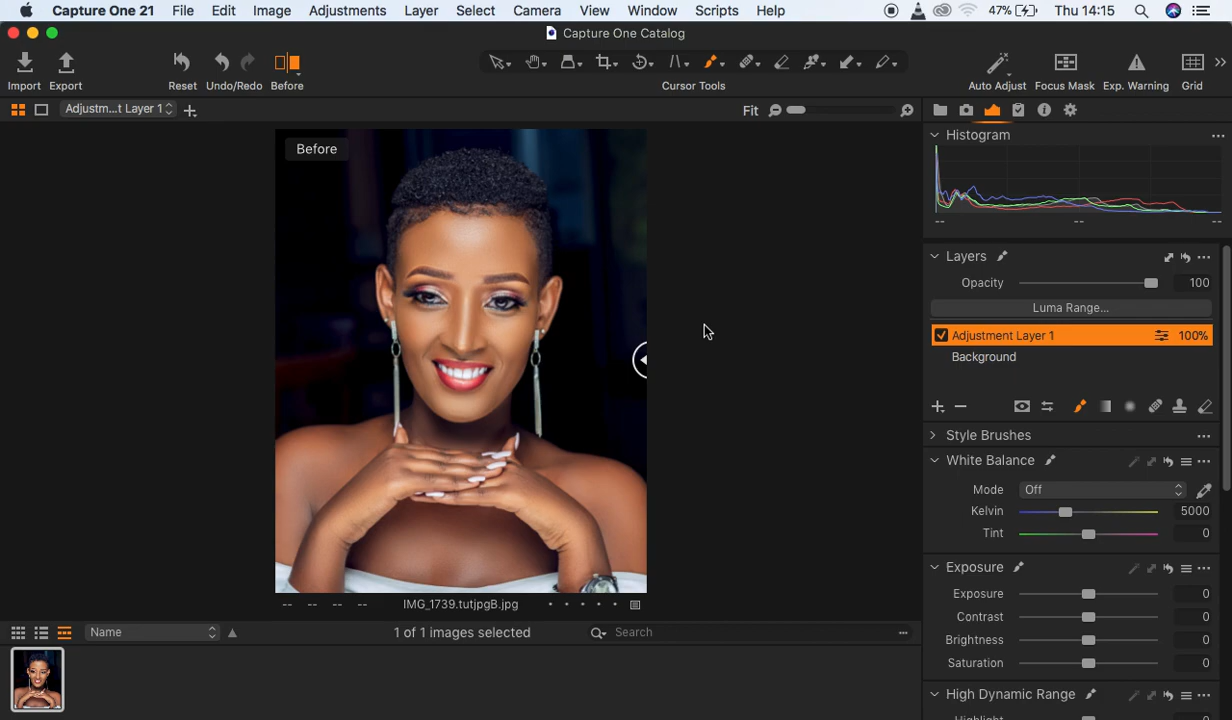 Capture One 21 File Edit Image Adjustments Layer Select Camera View Window Scripts Help 47% Thu 14:15
Capture One Catalog
Import Export Reset Undo/Redo Before Cursor Tools Auto Adjust Focus Mask Exp. Warning Grid
Adjustm...t Layer 1 Fit
Before
Histogram
-- -- --
Layers
Opacity 100
Luma Range...
Adjustment Layer 1 100%
Background
Style Brushes
White Balance
Mode Off
Kelvin 5000
Tint 0
Exposure
Exposure 0
Contrast 0
Brightness 0
Saturation 0
High Dynamic Range
Highlight
-- -- -- -- IMG_1739.tutjpgB.jpg
Name 1 of 1 images selected Search